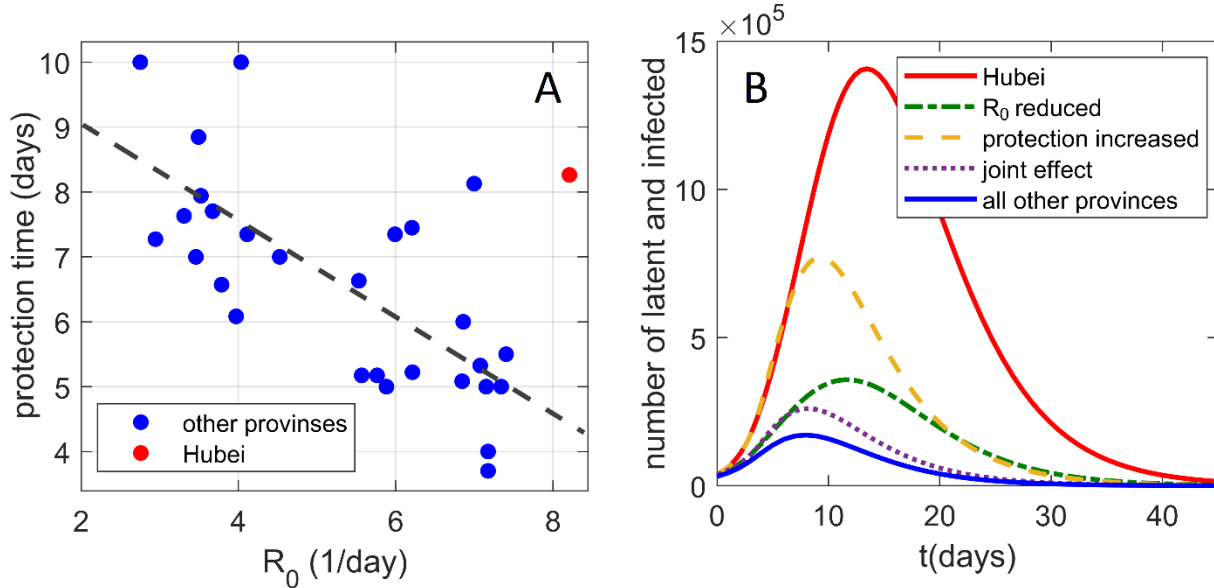 A
protection time (days)
10
9
8
7
6
5
4
other provinses
Hubei
2
4
6
8
R₀ (1/day)
×10⁵
B
number of latent and infected
15
10
5
0
Hubei
R₀ reduced
protection increased
joint effect
all other provinces
0
10
20
30
40
t(days)